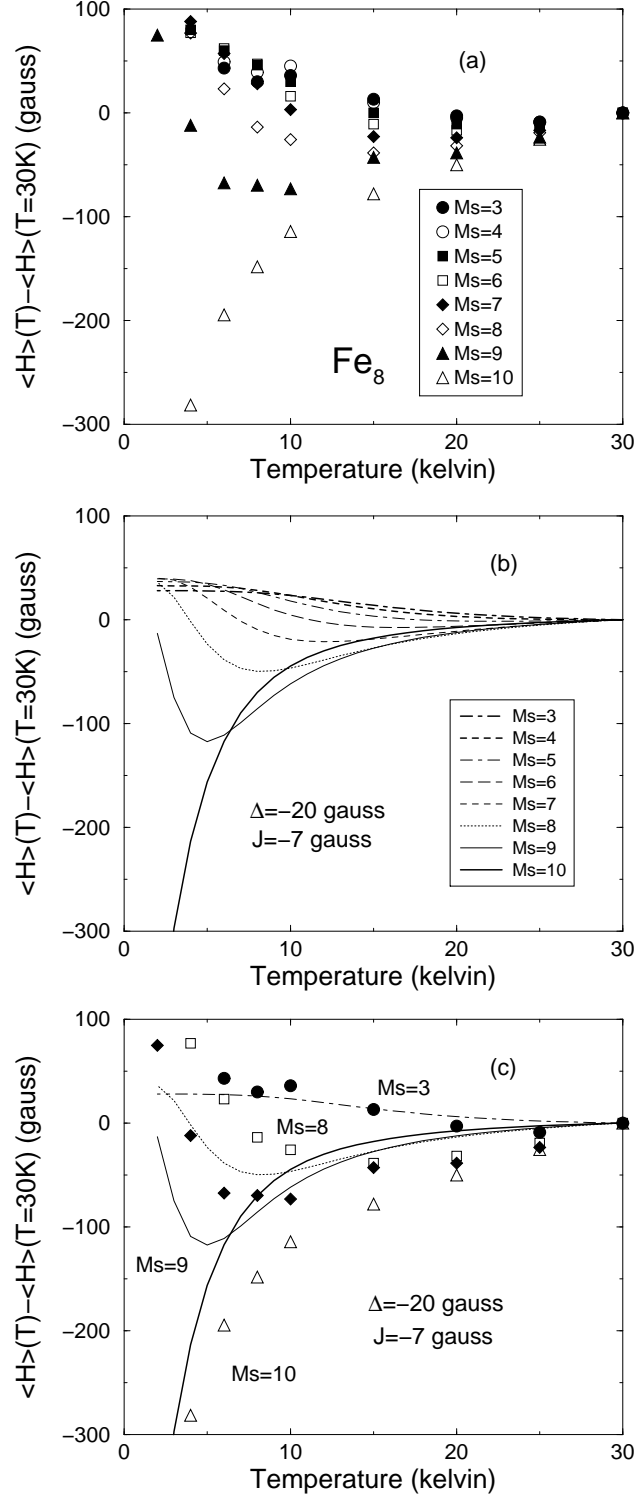 100
(a)
0
−100
−200
−300
<H>(T)−<H>(T=30K) (gauss)
Ms=3
Ms=4
Ms=5
Ms=6
Ms=7
Ms=8
Ms=9
Ms=10
Fe8
0 10 20 30
Temperature (kelvin)
100
(b)
0
−100
−200
−300
<H>(T)−<H>(T=30K) (gauss)
Δ=−20 gauss
J=−7 gauss
Ms=3
Ms=4
Ms=5
Ms=6
Ms=7
Ms=8
Ms=9
Ms=10
0 10 20 30
Temperature (kelvin)
100
(c)
0
−100
−200
−300
<H>(T)−<H>(T=30K) (gauss)
Ms=3
Ms=8
Ms=9
Δ=−20 gauss
J=−7 gauss
Ms=10
0 10 20 30
Temperature (kelvin)